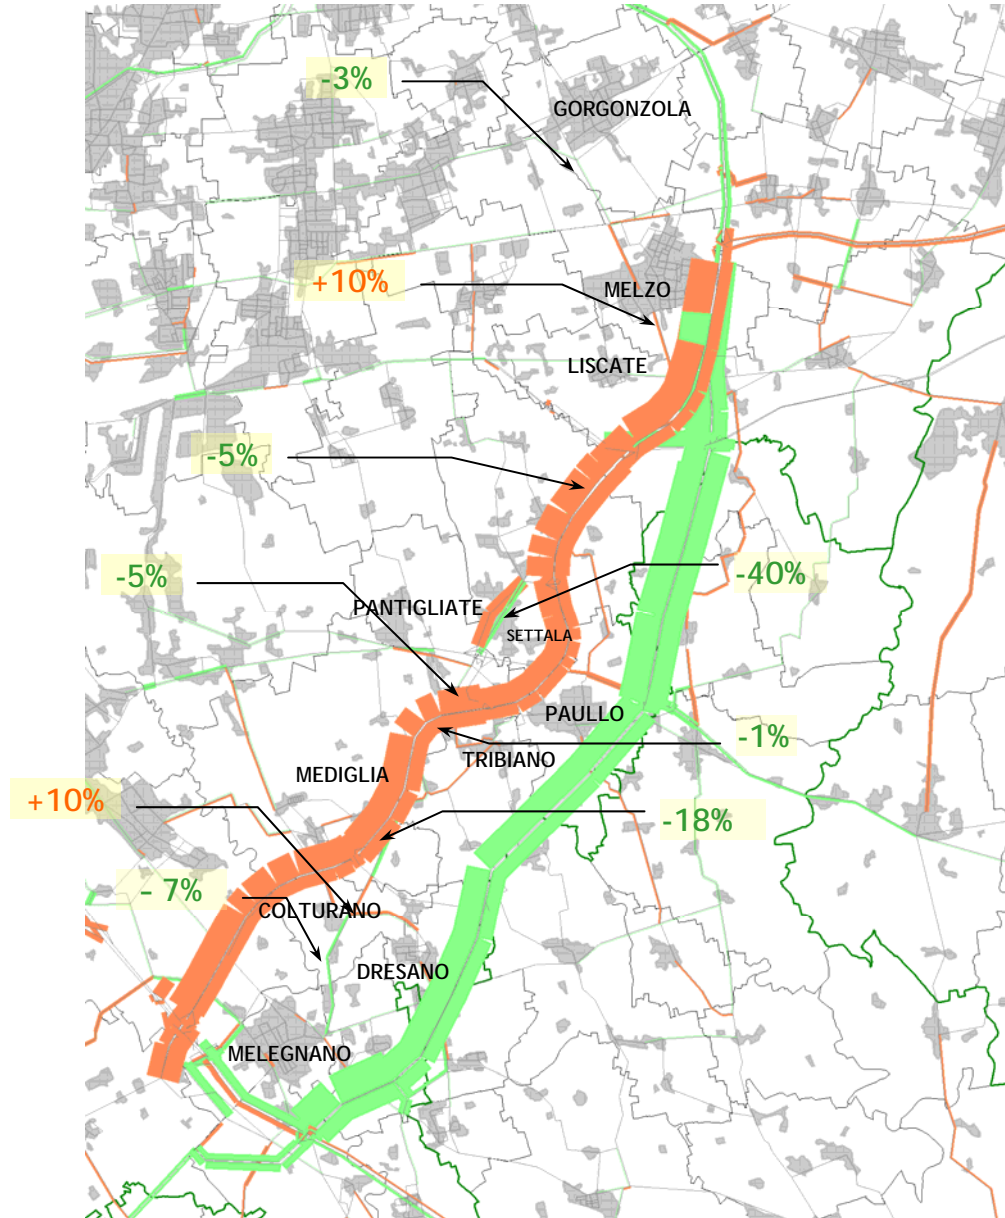 -3%
GORGONZOLA
+10%
MELZO
LISCATE
-5%
-5%
-40%
PANTIGLIATE
SETTALA
PAULLO
-1%
TRIBIANO
MEDIGLIA
+10%
-18%
- 7%
COLTURANO
DRESANO
MELEGNANO